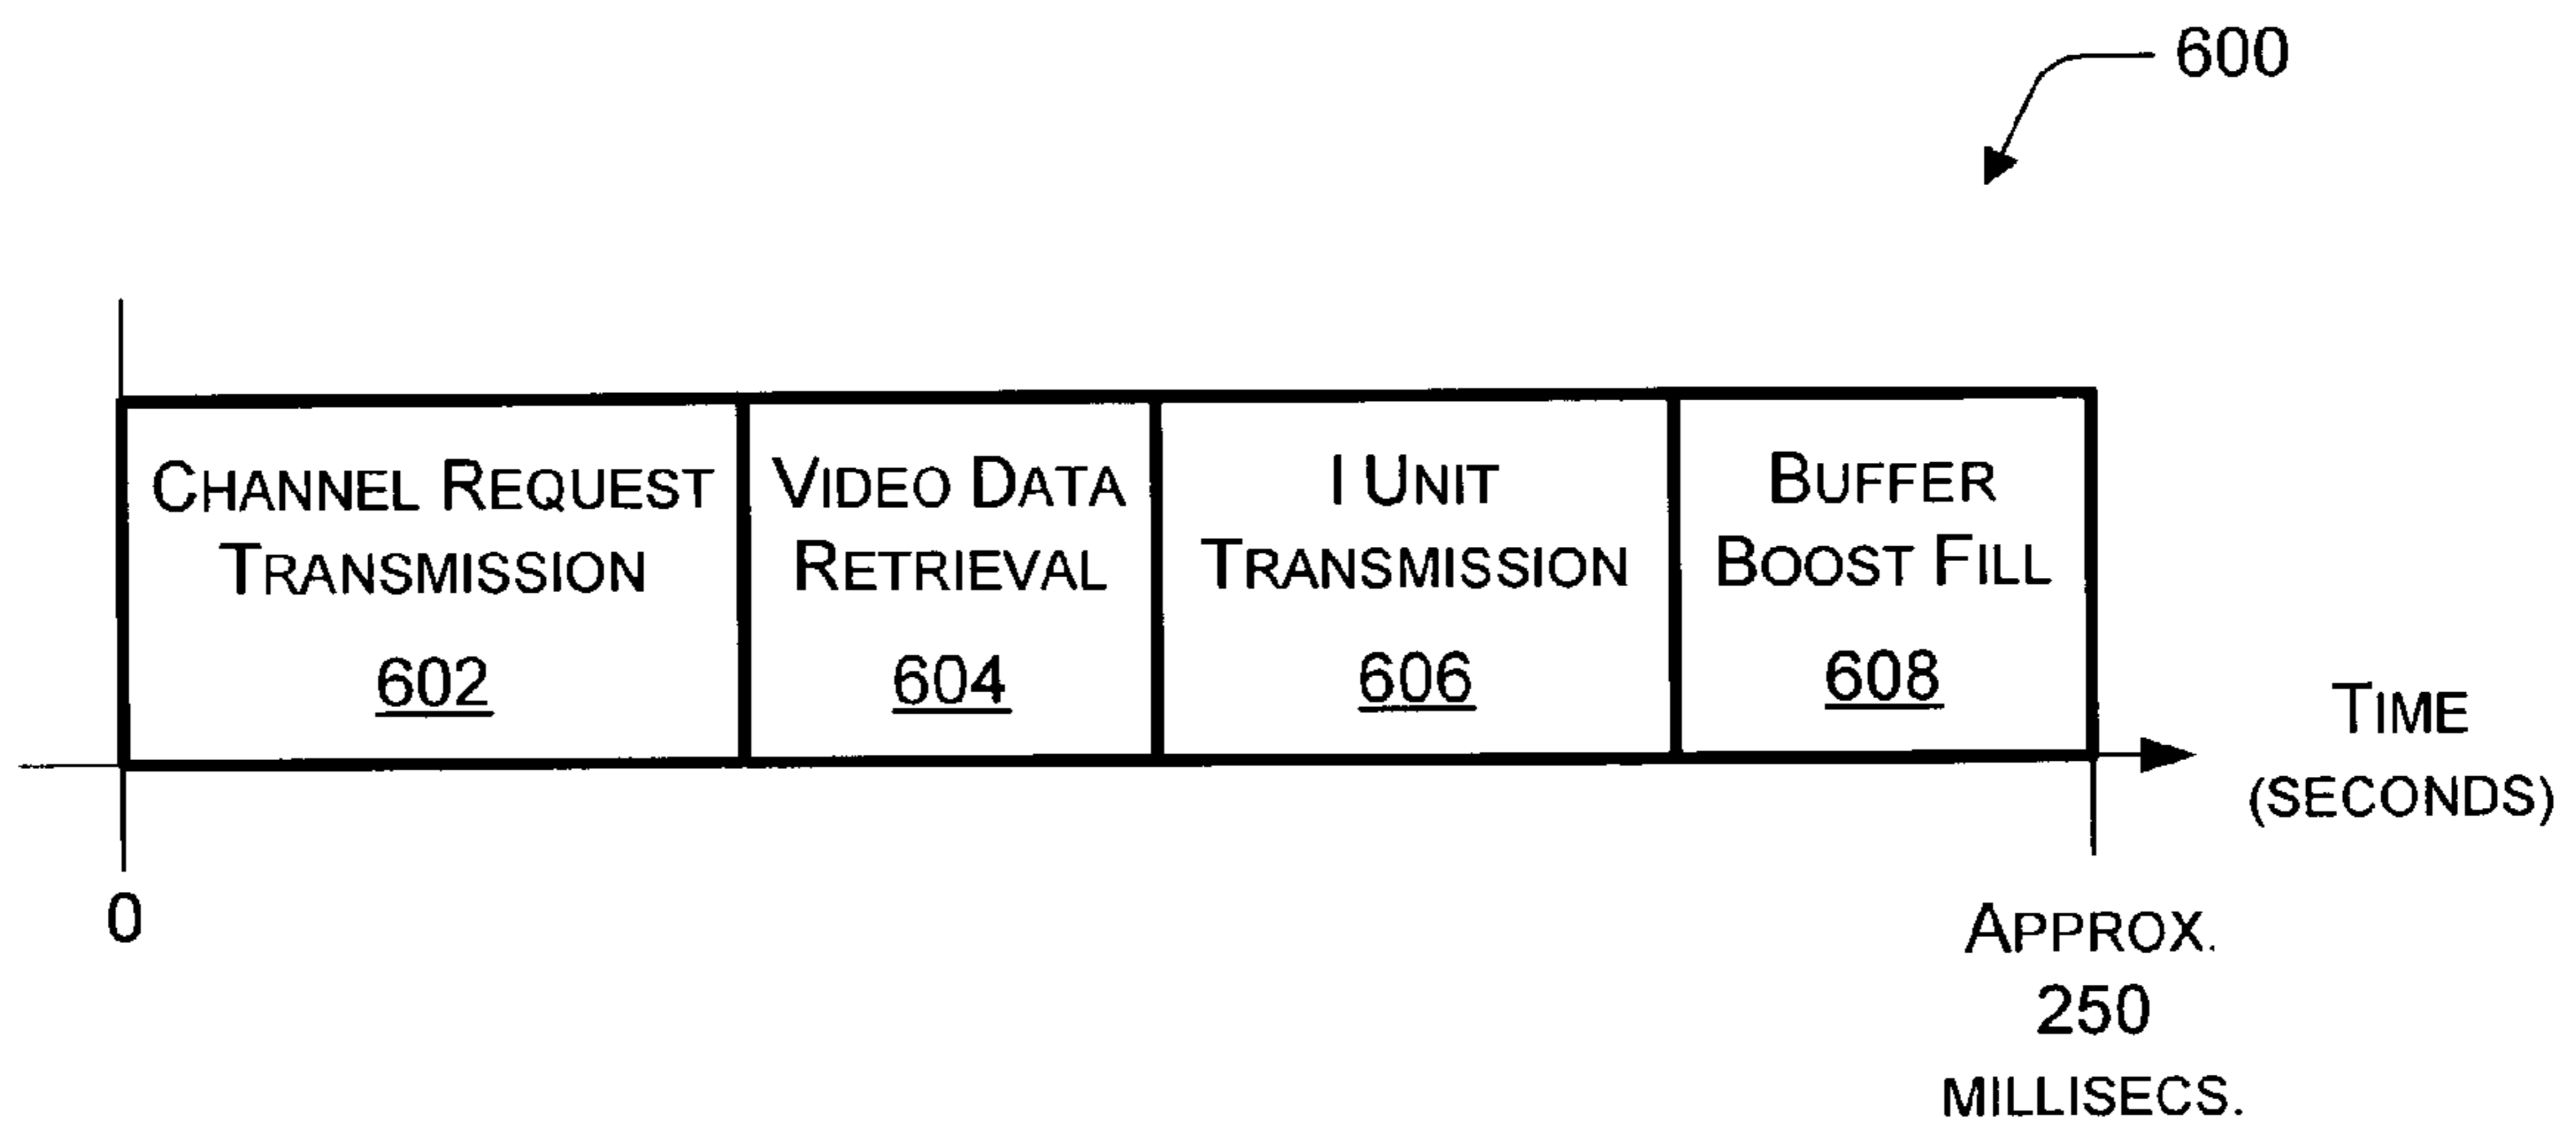 600
CHANNEL REQUEST
TRANSMISSION
602
VIDEO DATA
RETRIEVAL
604
I UNIT
TRANSMISSION
606
BUFFER
BOOST FILL
608
TIME
(SECONDS)
0
APPROX.
250
MILLISECS.